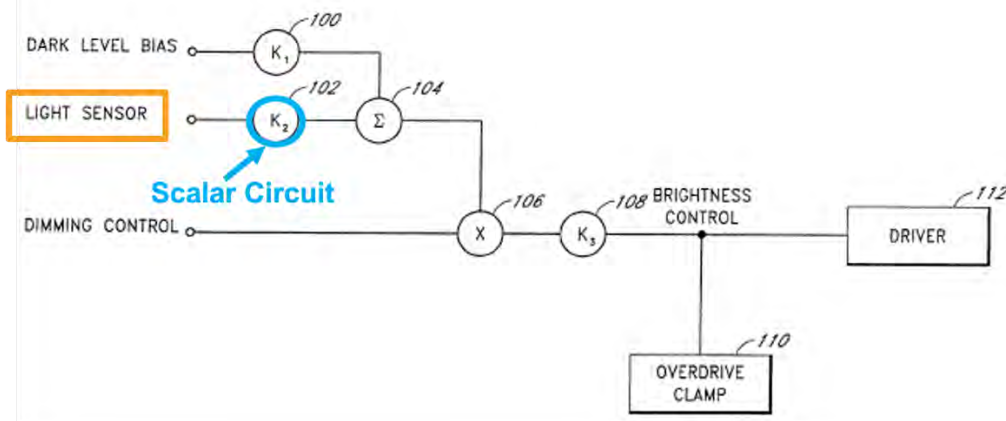 100
DARK LEVEL BIAS
K1
102
104
LIGHT SENSOR
K2
Σ
Scalar Circuit
106
108
BRIGHTNESS
CONTROL
112
DIMMING CONTROL
X
K3
DRIVER
110
OVERDRIVE
CLAMP